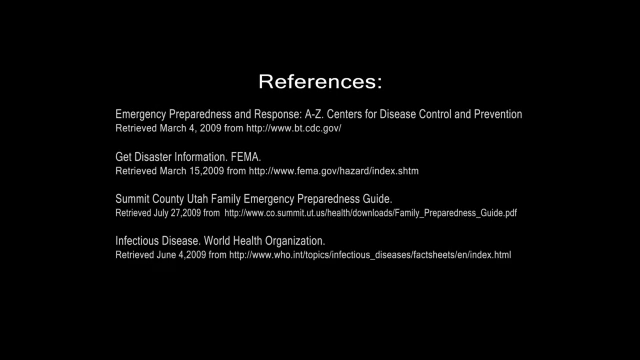 References:
Emergency Preparedness and Response: A-Z. Centers for Disease Control and Prevention
Retrieved March 4, 2009 from http://www.bt.cdc.gov/
Get Disaster Information. FEMA.
Retrieved March 15,2009 from http://www.fema.gov/hazard/index.shtm
Summit County Utah Family Emergency Preparedness Guide.
Retrieved July 27,2009 from http://www.co.summit.ut.us/health/downloads/Family_Preparedness_Guide.pdf
Infectious Disease. World Health Organization.
Retrieved June 4,2009 from http://www.who.int/topics/infectious_diseases/factsheets/en/index.html